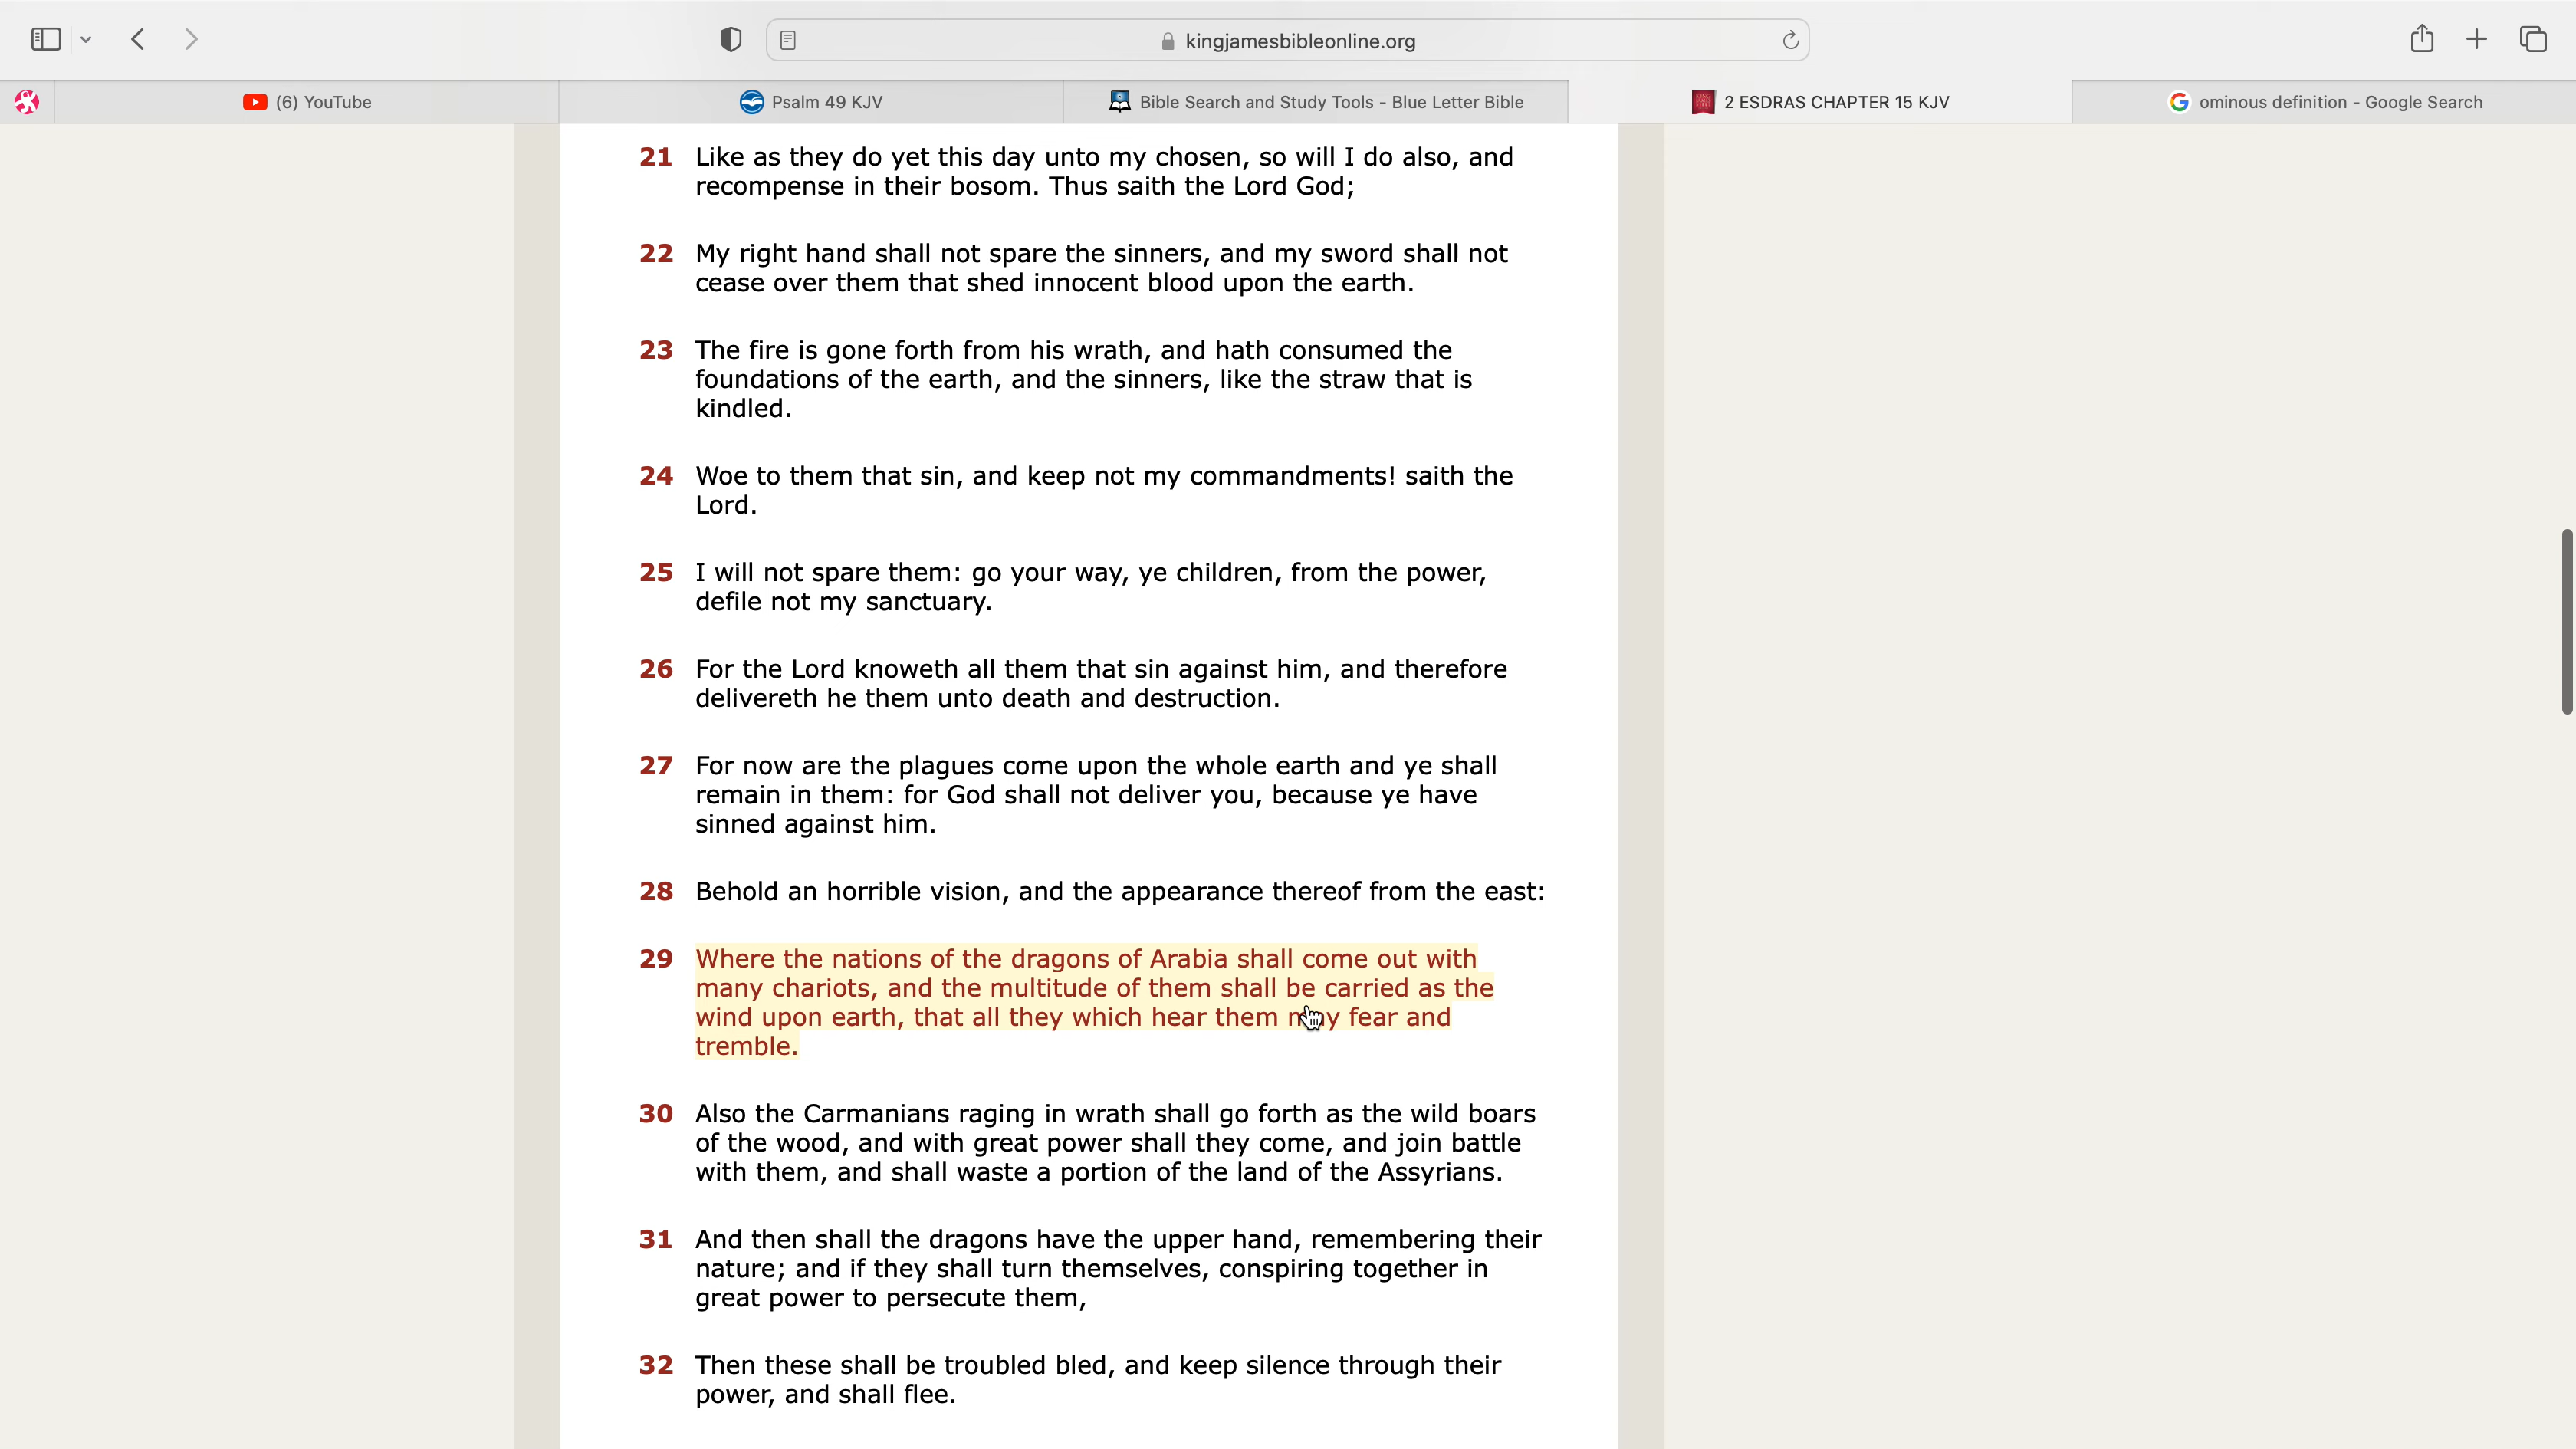 kingjamesbibleonline.org
(6) YouTube
Psalm 49 KJV
Bible Search and Study Tools - Blue Letter Bible
2 ESDRAS CHAPTER 15 KJV
ominous definition - Google Search
21 Like as they do yet this day unto my chosen, so will I do also, and
recompense in their bosom. Thus saith the Lord God;
22 My right hand shall not spare the sinners, and my sword shall not
cease over them that shed innocent blood upon the earth.
23 The fire is gone forth from his wrath, and hath consumed the
foundations of the earth, and the sinners, like the straw that is
kindled.
24 Woe to them that sin, and keep not my commandments! saith the
Lord.
25 I will not spare them: go your way, ye children, from the power,
defile not my sanctuary.
26 For the Lord knoweth all them that sin against him, and therefore
delivereth he them unto death and destruction.
27 For now are the plagues come upon the whole earth and ye shall
remain in them: for God shall not deliver you, because ye have
sinned against him.
28 Behold an horrible vision, and the appearance thereof from the east:
29 Where the nations of the dragons of Arabia shall come out with
many chariots, and the multitude of them shall be carried as the
wind upon earth, that all they which hear them may fear and
tremble.
30 Also the Carmanians raging in wrath shall go forth as the wild boars
of the wood, and with great power shall they come, and join battle
with them, and shall waste a portion of the land of the Assyrians.
31 And then shall the dragons have the upper hand, remembering their
nature; and if they shall turn themselves, conspiring together in
great power to persecute them,
32 Then these shall be troubled bled, and keep silence through their
power, and shall flee.